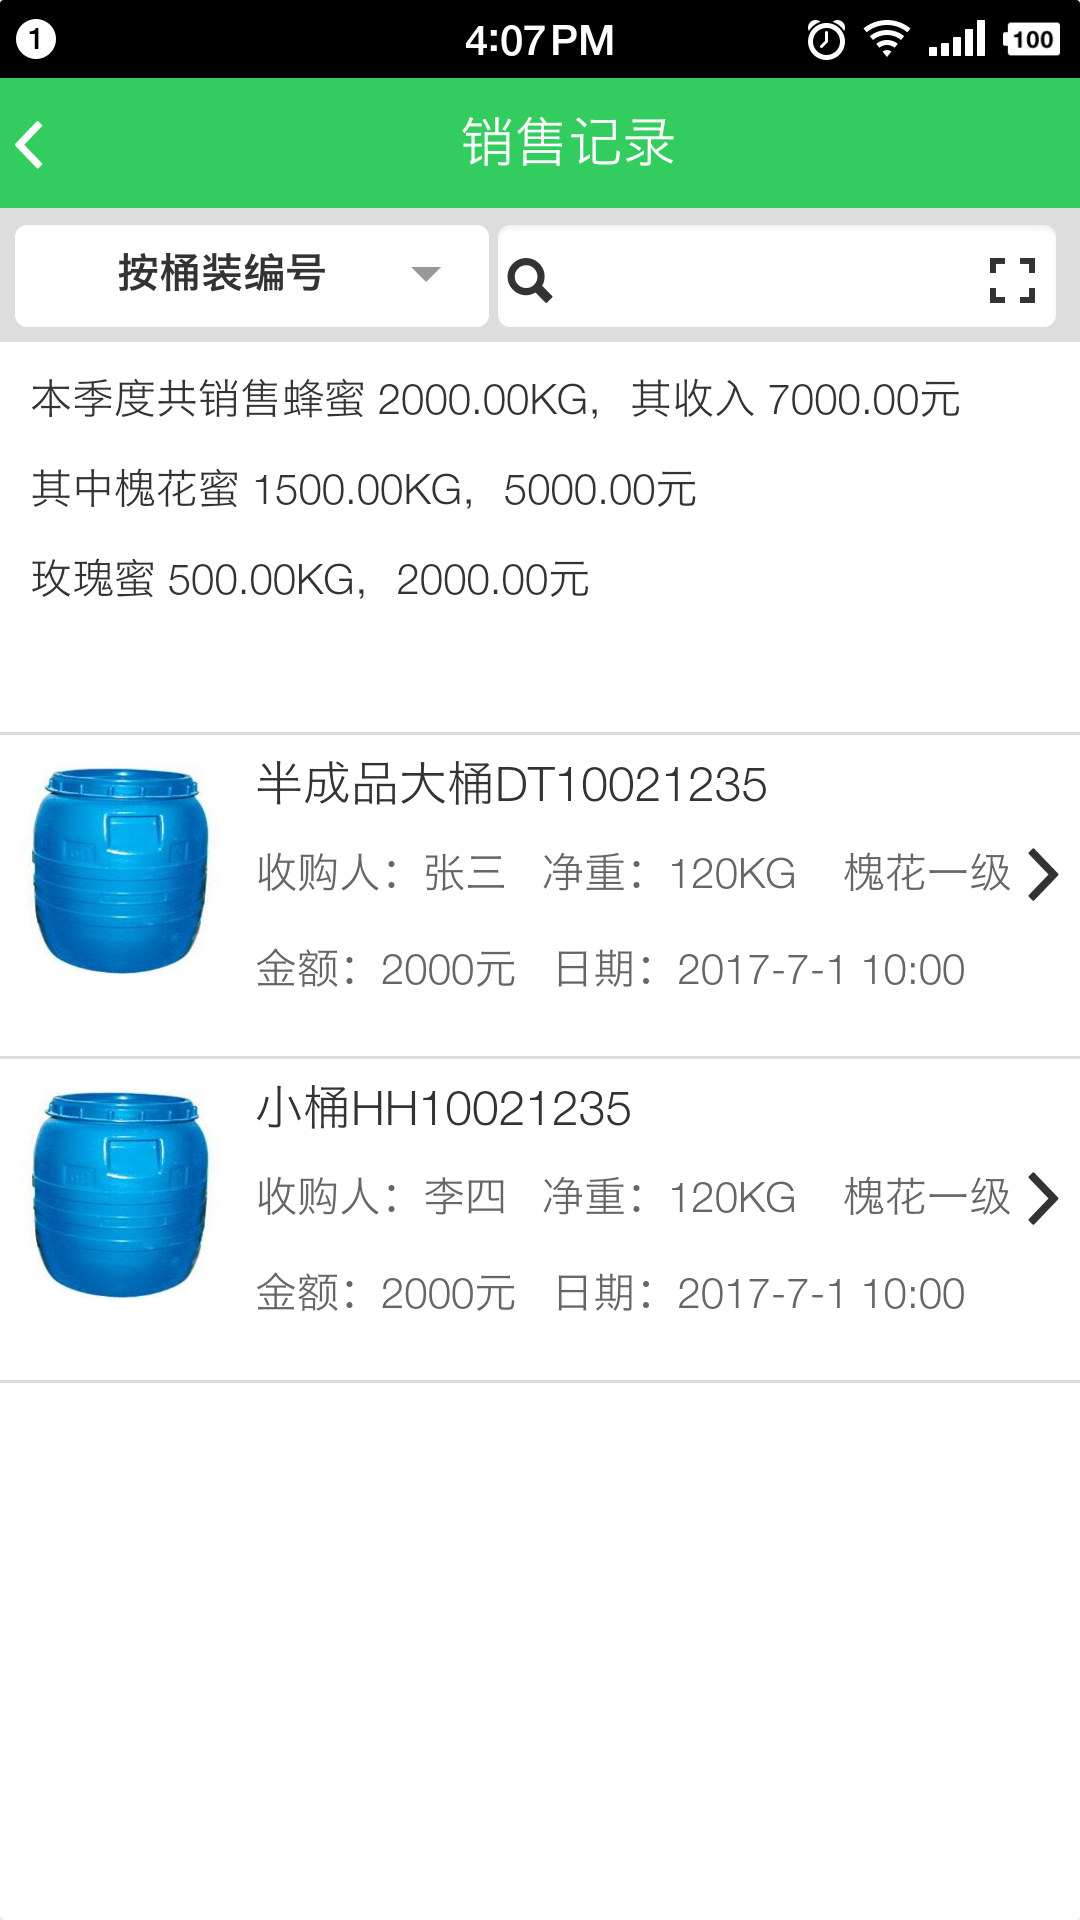 1 4:07PM 100
销售记录
按桶装编号
本季度共销售蜂蜜 2000.00KG，其收入 7000.00元
其中槐花蜜 1500.00KG，5000.00元
玫瑰蜜 500.00KG，2000.00元
半成品大桶DT10021235
收购人：张三 净重：120KG 槐花一级
金额：2000元 日期：2017-7-1 10:00
小桶HH10021235
收购人：李四 净重：120KG 槐花一级
金额：2000元 日期：2017-7-1 10:00